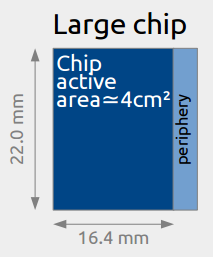 Large chip
Chip
active
area≃4cm²
periphery
22.0 mm
16.4 mm